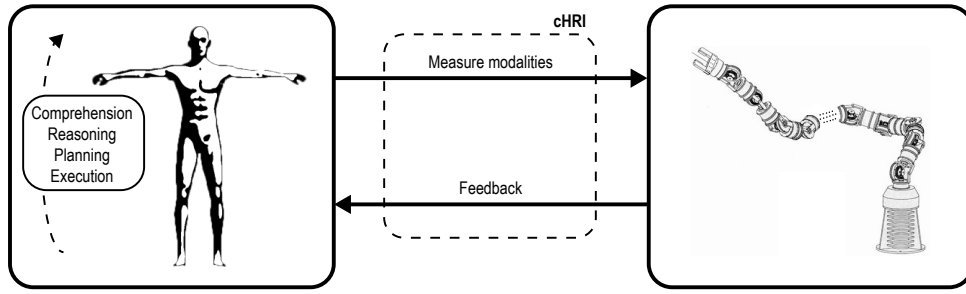 cHRI
Measure modalities
Comprehension
Reasoning
Planning
Execution
Feedback